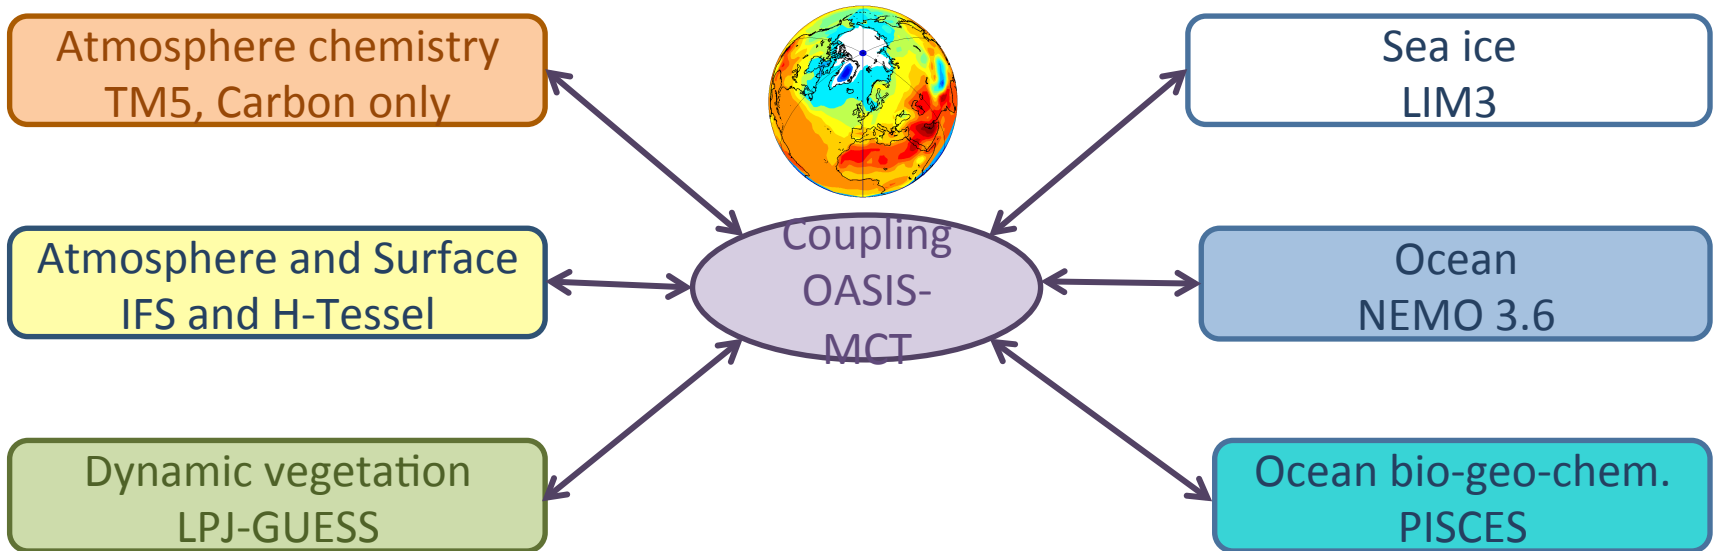 Atmosphere chemistry
TM5, Carbon only
Sea ice
LIM3
Atmosphere and Surface
IFS and H-Tessel
Coupling
OASIS-
MCT
Ocean
NEMO 3.6
Dynamic vegetation
LPJ-GUESS
Ocean bio-geo-chem.
PISCES